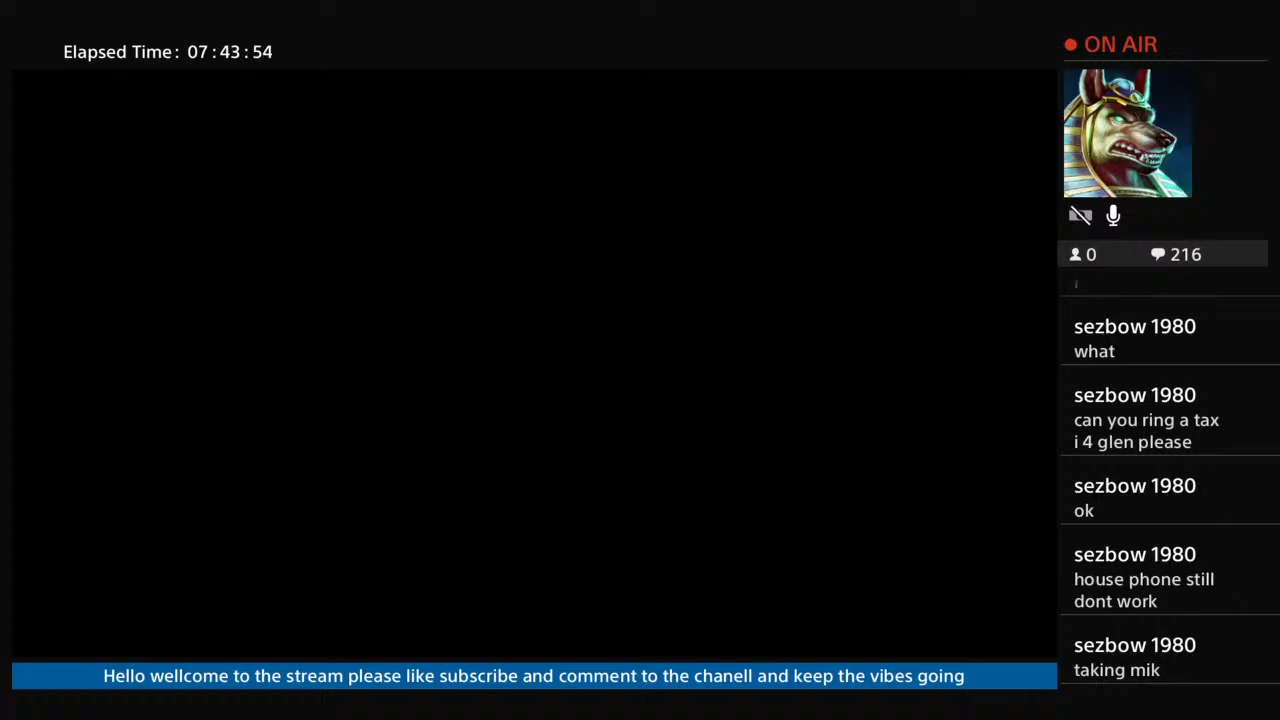 Elapsed Time: 07:43:54
ON AIR
0 216
i
sezbow 1980
what
sezbow 1980
can you ring a tax
i 4 glen please
sezbow 1980
ok
sezbow 1980
house phone still
dont work
sezbow 1980
taking mik
Hello wellcome to the stream please like subscribe and comment to the chanell and keep the vibes going